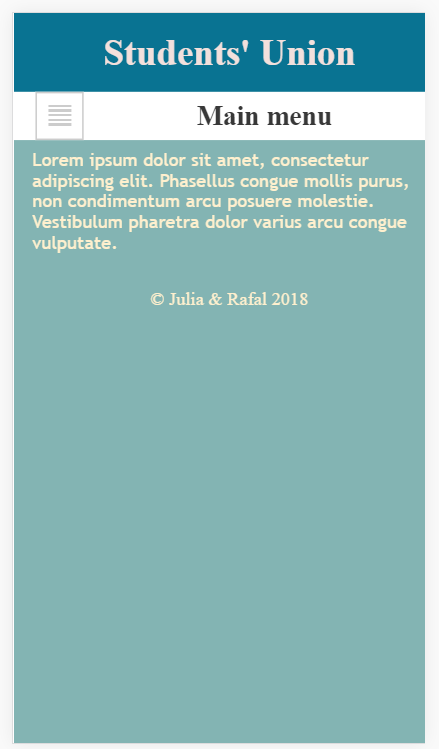 Students' Union
Main menu
Lorem ipsum dolor sit amet, consectetur
adipiscing elit. Phasellus congue mollis purus,
non condimentum arcu posuere molestie.
Vestibulum pharetra dolor varius arcu congue
vulputate.
© Julia & Rafal 2018